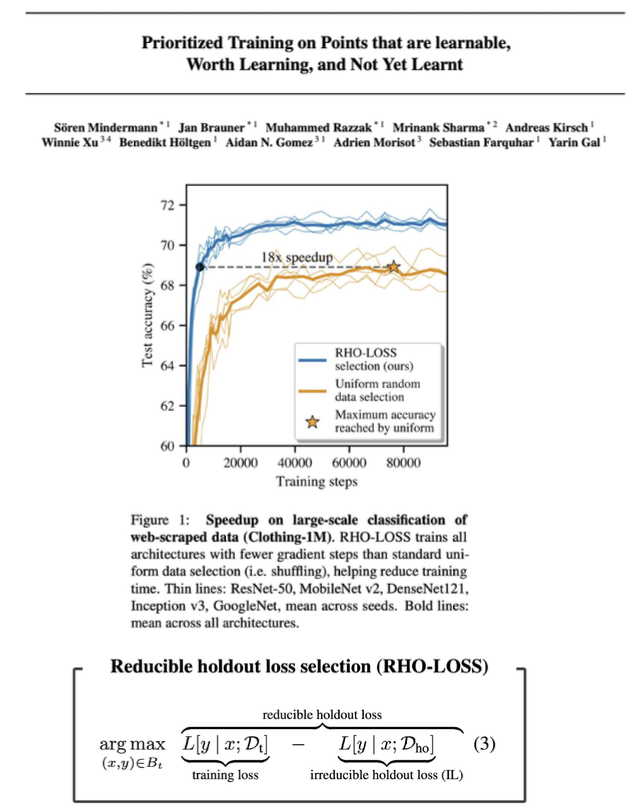 Prioritized Training on Points that are learnable,
Worth Learning, and Not Yet Learnt
Sören Mindermann * 1 Jan Brauner * 1 Muhammed Razzak * 1 Mrinank Sharma * 2 Andreas Kirsch 1
Winnie Xu 3 4 Benedikt Höltgen 1 Aidan N. Gomez 3 1 Adrien Morisot 3 Sebastian Farquhar 1 Yarin Gal 1
72
70
68
66
64
62
60
Test accuracy (%)
18x speedup
RHO-LOSS
selection (ours)
Uniform random
data selection
Maximum accuracy
reached by uniform
0 20000 40000 60000 80000
Training steps
Figure 1: Speedup on large-scale classification of
web-scraped data (Clothing-1M). RHO-LOSS trains all
architectures with fewer gradient steps than standard uni-
form data selection (i.e. shuffling), helping reduce training
time. Thin lines: ResNet-50, MobileNet v2, DenseNet121,
Inception v3, GoogleNet, mean across seeds. Bold lines:
mean across all architectures.
Reducible holdout loss selection (RHO-LOSS)
reducible holdout loss
arg max L[y | x; 𝒟t] − L[y | x; 𝒟ho] (3)
(x,y)∈Bt
training loss irreducible holdout loss (IL)